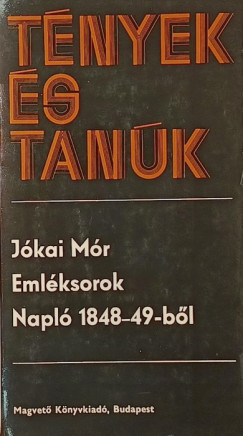 TÉNYEK
ÉS
TANÚK
Jókai Mór
Emléksorok
Napló 1848–49-ből
Magvető Könyvkiadó, Budapest